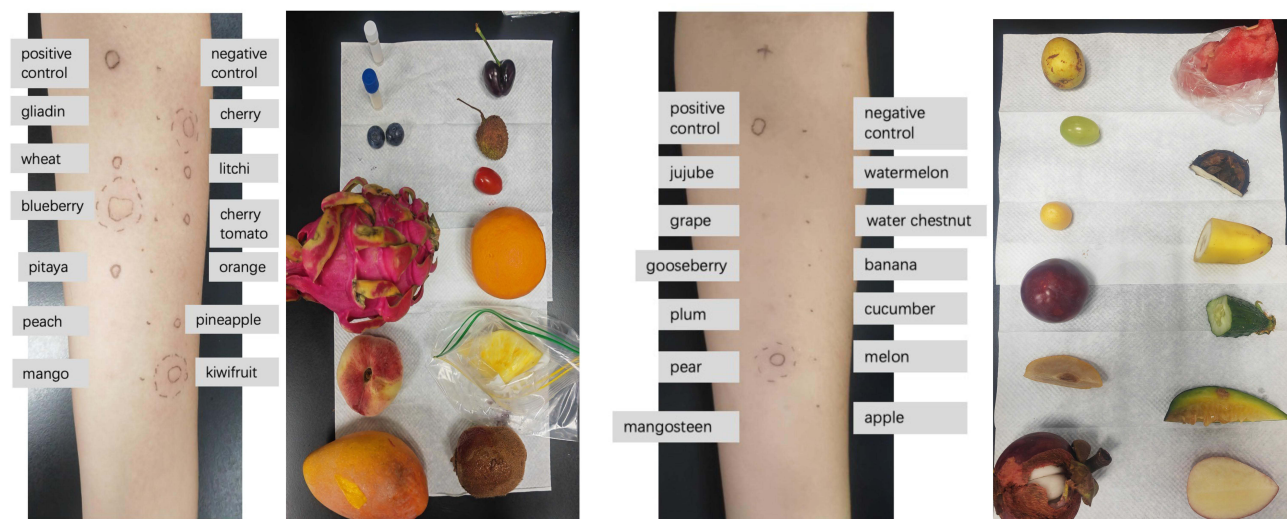 positive
control
gliadin
wheat
blueberry
pitaya
peach
mango
negative
control
cherry
litchi
cherry
tomato
orange
pineapple
kiwifruit
positive
control
jujube
grape
gooseberry
plum
pear
mangosteen
negative
control
watermelon
water chestnut
banana
cucumber
melon
apple